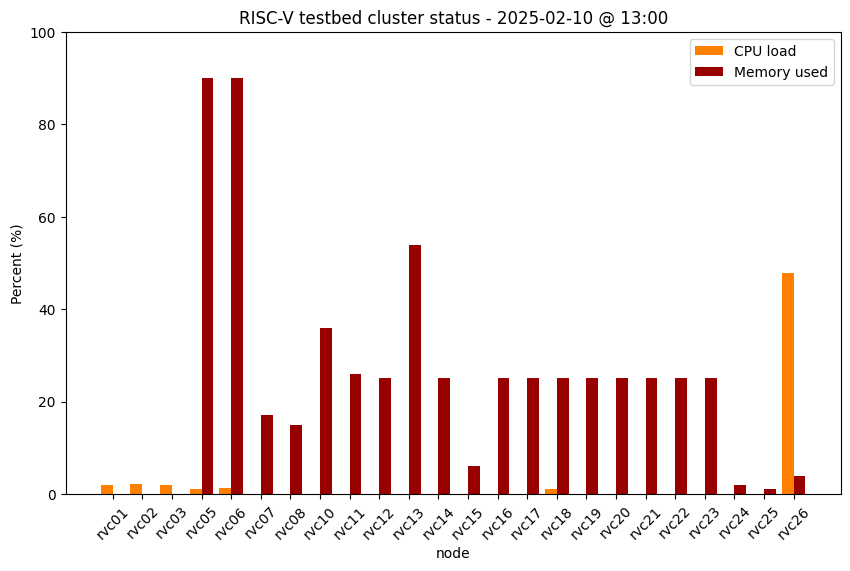 RISC-V testbed cluster status - 2025-02-10 @ 13:00
CPU load
Memory used
Percent (%)
100
80
60
40
20
0
rvc01 rvc02 rvc03 rvc05 rvc06 rvc07 rvc08 rvc10 rvc11 rvc12 rvc13 rvc14 rvc15 rvc16 rvc17 rvc18 rvc19 rvc20 rvc21 rvc22 rvc23 rvc24 rvc25 rvc26
node